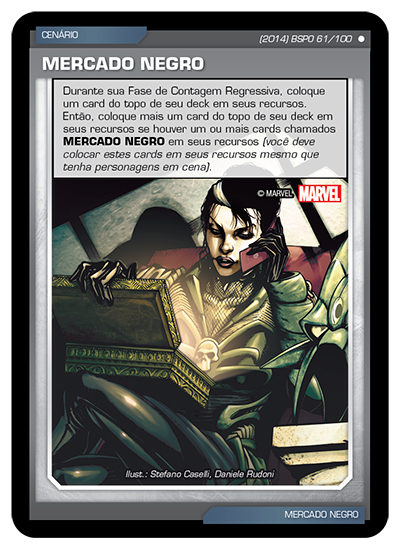 CENÁRIO
(2014) BSPO 61/100 ●
MERCADO NEGRO
Durante sua Fase de Contagem Regressiva, coloque
um card do topo de seu deck em seus recursos.
Então, coloque mais um card do topo de seu deck em
seus recursos se houver um ou mais cards chamados
MERCADO NEGRO em seus recursos (você deve
colocar estes cards em seus recursos mesmo que
tenha personagens em cena).
© MARVEL MARVEL
Ilust.: Stefano Caselli, Daniele Rudoni
MERCADO NEGRO